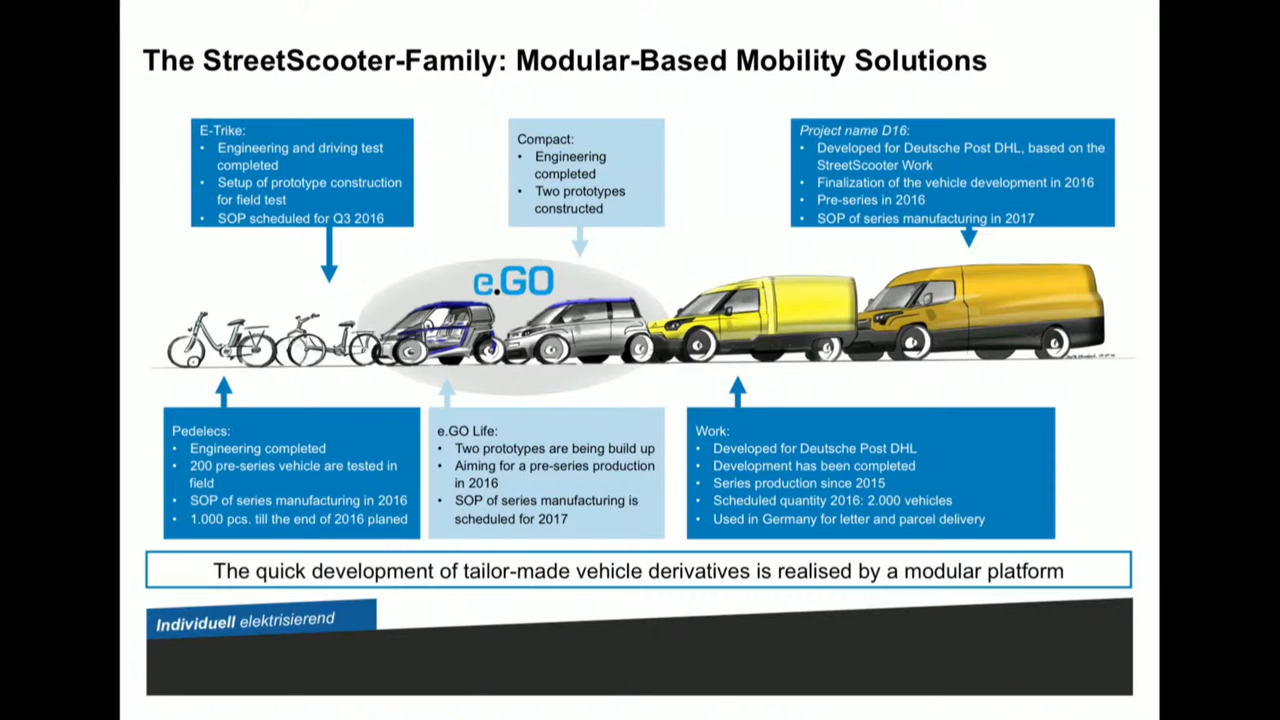 The StreetScooter-Family: Modular-Based Mobility Solutions
E-Trike:
• Engineering and driving test
completed
• Setup of prototype construction
for field test
• SOP scheduled for Q3 2016
Compact:
• Engineering
completed
• Two prototypes
constructed
Project name D16:
• Developed for Deutsche Post DHL, based on the
StreetScooter Work
• Finalization of the vehicle development in 2016
• Pre-series in 2016
• SOP of series manufacturing in 2017
e.GO
Pedelecs:
• Engineering completed
• 200 pre-series vehicle are tested in
field
• SOP of series manufacturing in 2016
• 1.000 pcs. till the end of 2016 planed
e.GO Life:
• Two prototypes are being build up
• Aiming for a pre-series production
in 2016
• SOP of series manufacturing is
scheduled for 2017
Work:
• Developed for Deutsche Post DHL
• Development has been completed
• Series production since 2015
• Scheduled quantity 2016: 2.000 vehicles
• Used in Germany for letter and parcel delivery
The quick development of tailor-made vehicle derivatives is realised by a modular platform
Individuell elektrisierend